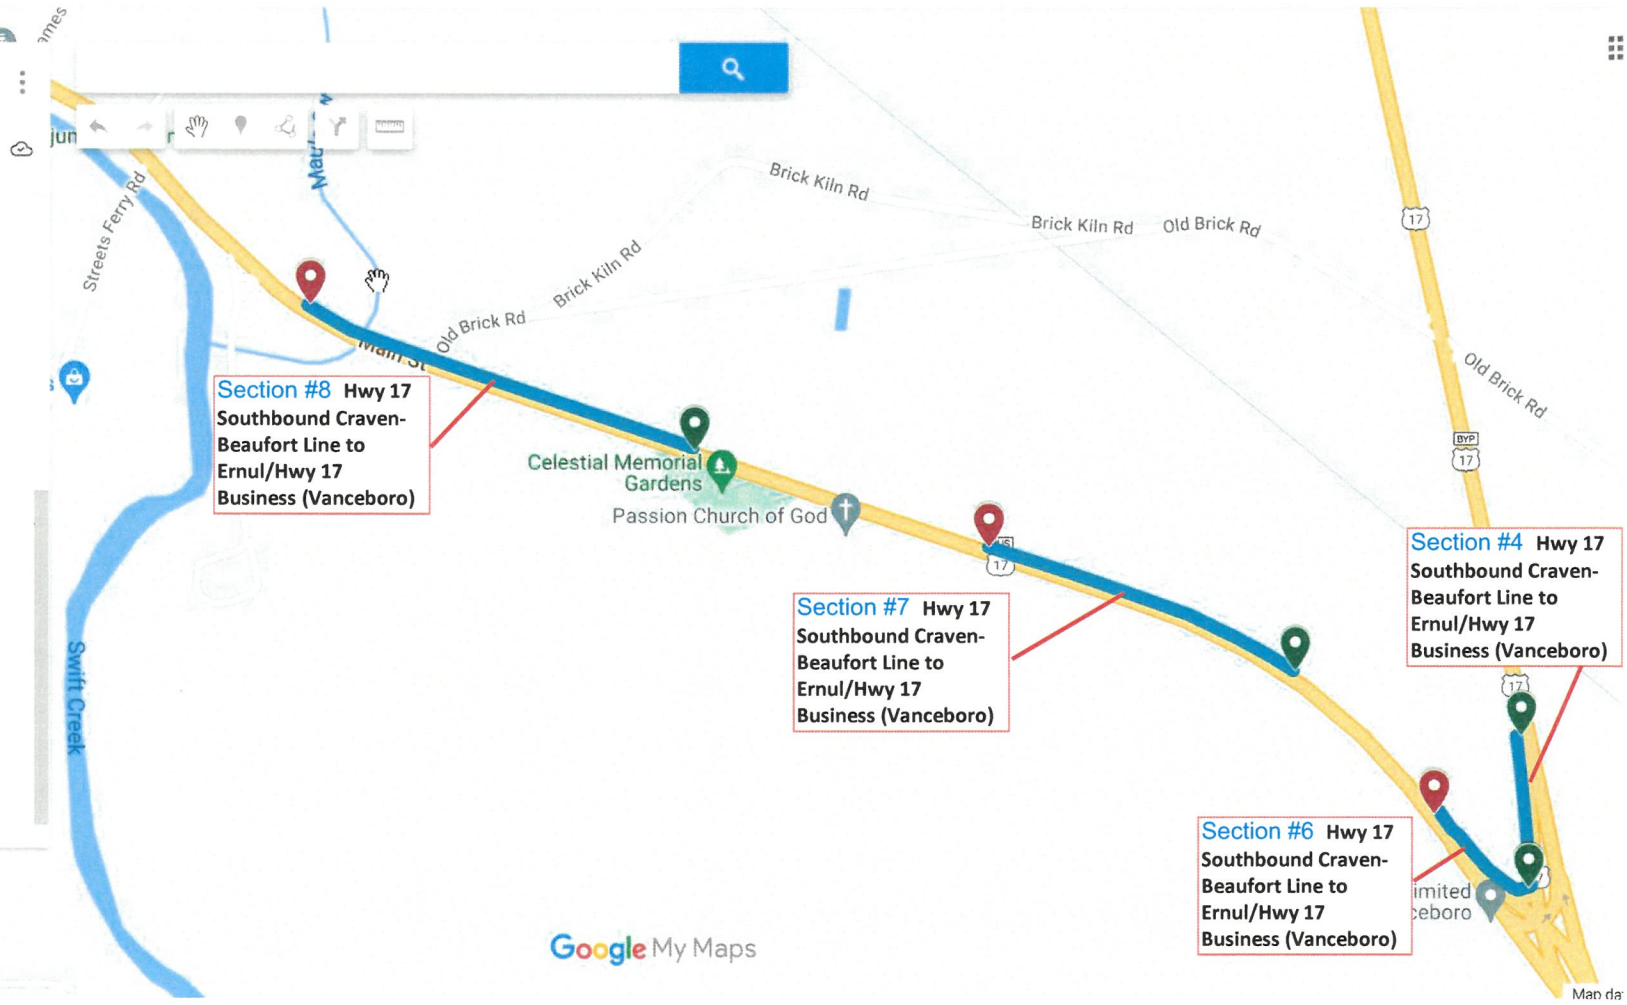 ames
Mau
Streets Ferry Rd
Brick Kiln Rd
Brick Kiln Rd
Old Brick Rd
17
Brick Kiln Rd
Old Brick Rd
Main St
Old Brick Rd
BYP
17
Section #8 Hwy 17
Southbound Craven-
Beaufort Line to
Ernul/Hwy 17
Business (Vanceboro)
Celestial Memorial
Gardens
Passion Church of God
US
17
Section #4 Hwy 17
Southbound Craven-
Beaufort Line to
Ernul/Hwy 17
Business (Vanceboro)
Section #7 Hwy 17
Southbound Craven-
Beaufort Line to
Ernul/Hwy 17
Business (Vanceboro)
17
Swift Creek
Section #6 Hwy 17
Southbound Craven-
Beaufort Line to
Ernul/Hwy 17
Business (Vanceboro)
imited
ceboro
Google My Maps
Map da